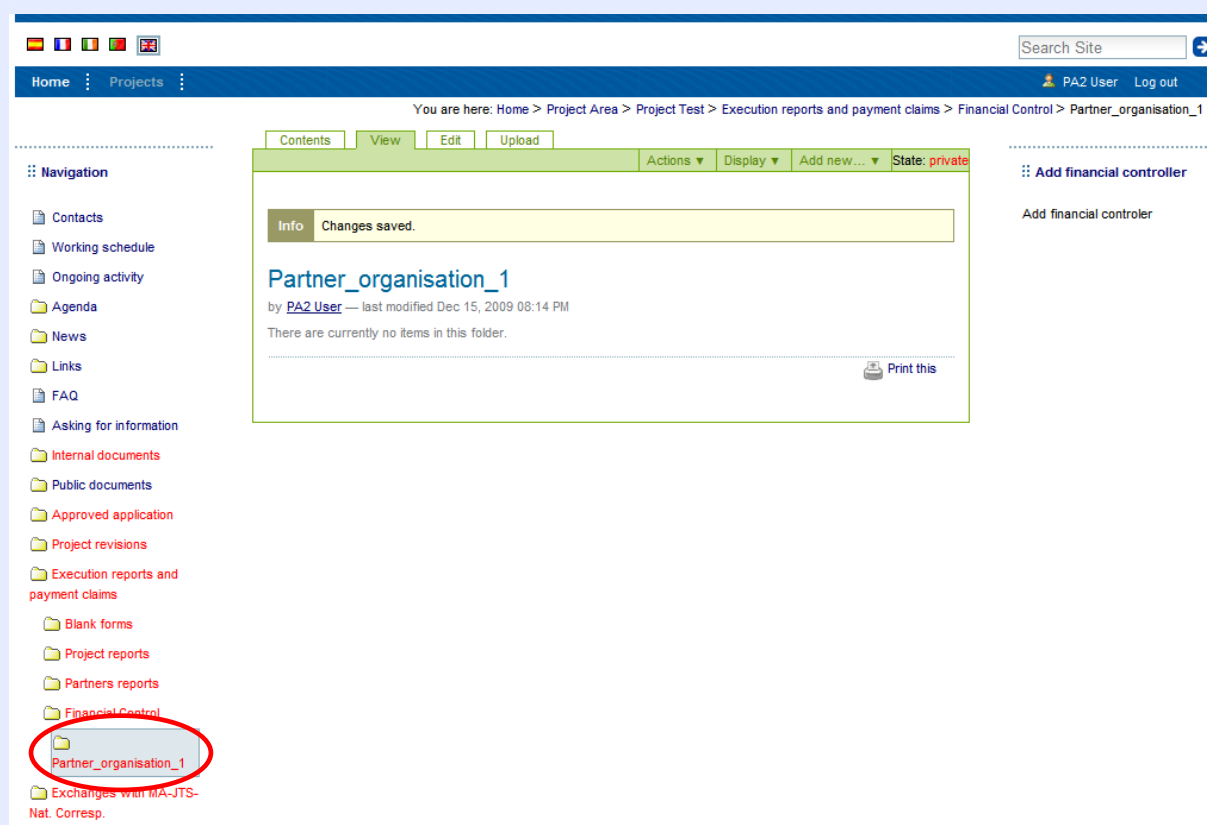 Search Site
Home Projects PA2 User Log out
You are here: Home > Project Area > Project Test > Execution reports and payment claims > Financial Control > Partner_organisation_1
Navigation
Contacts
Working schedule
Ongoing activity
Agenda
News
Links
FAQ
Asking for information
Internal documents
Public documents
Approved application
Project revisions
Execution reports and
payment claims
Blank forms
Project reports
Partners reports
Financial Control
Partner_organisation_1
Exchanges with MA-JTS-
Nat. Corresp.
Contents View Edit Upload
Actions ▼ Display ▼ Add new... ▼ State: private
Info Changes saved.
Partner_organisation_1
by PA2 User — last modified Dec 15, 2009 08:14 PM
There are currently no items in this folder.
Print this
Add financial controller
Add financial controler